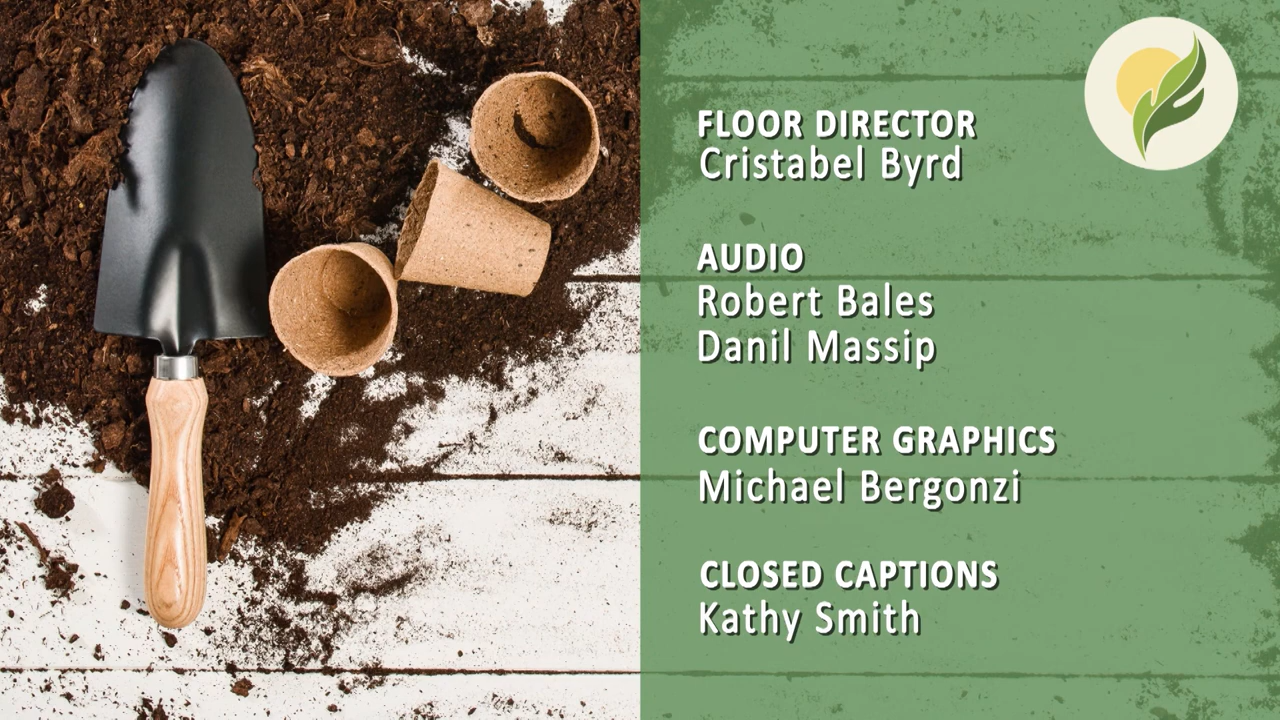 FLOOR DIRECTOR
Cristabel Byrd
AUDIO
Robert Bales
Danil Massip
COMPUTER GRAPHICS
Michael Bergonzi
CLOSED CAPTIONS
Kathy Smith